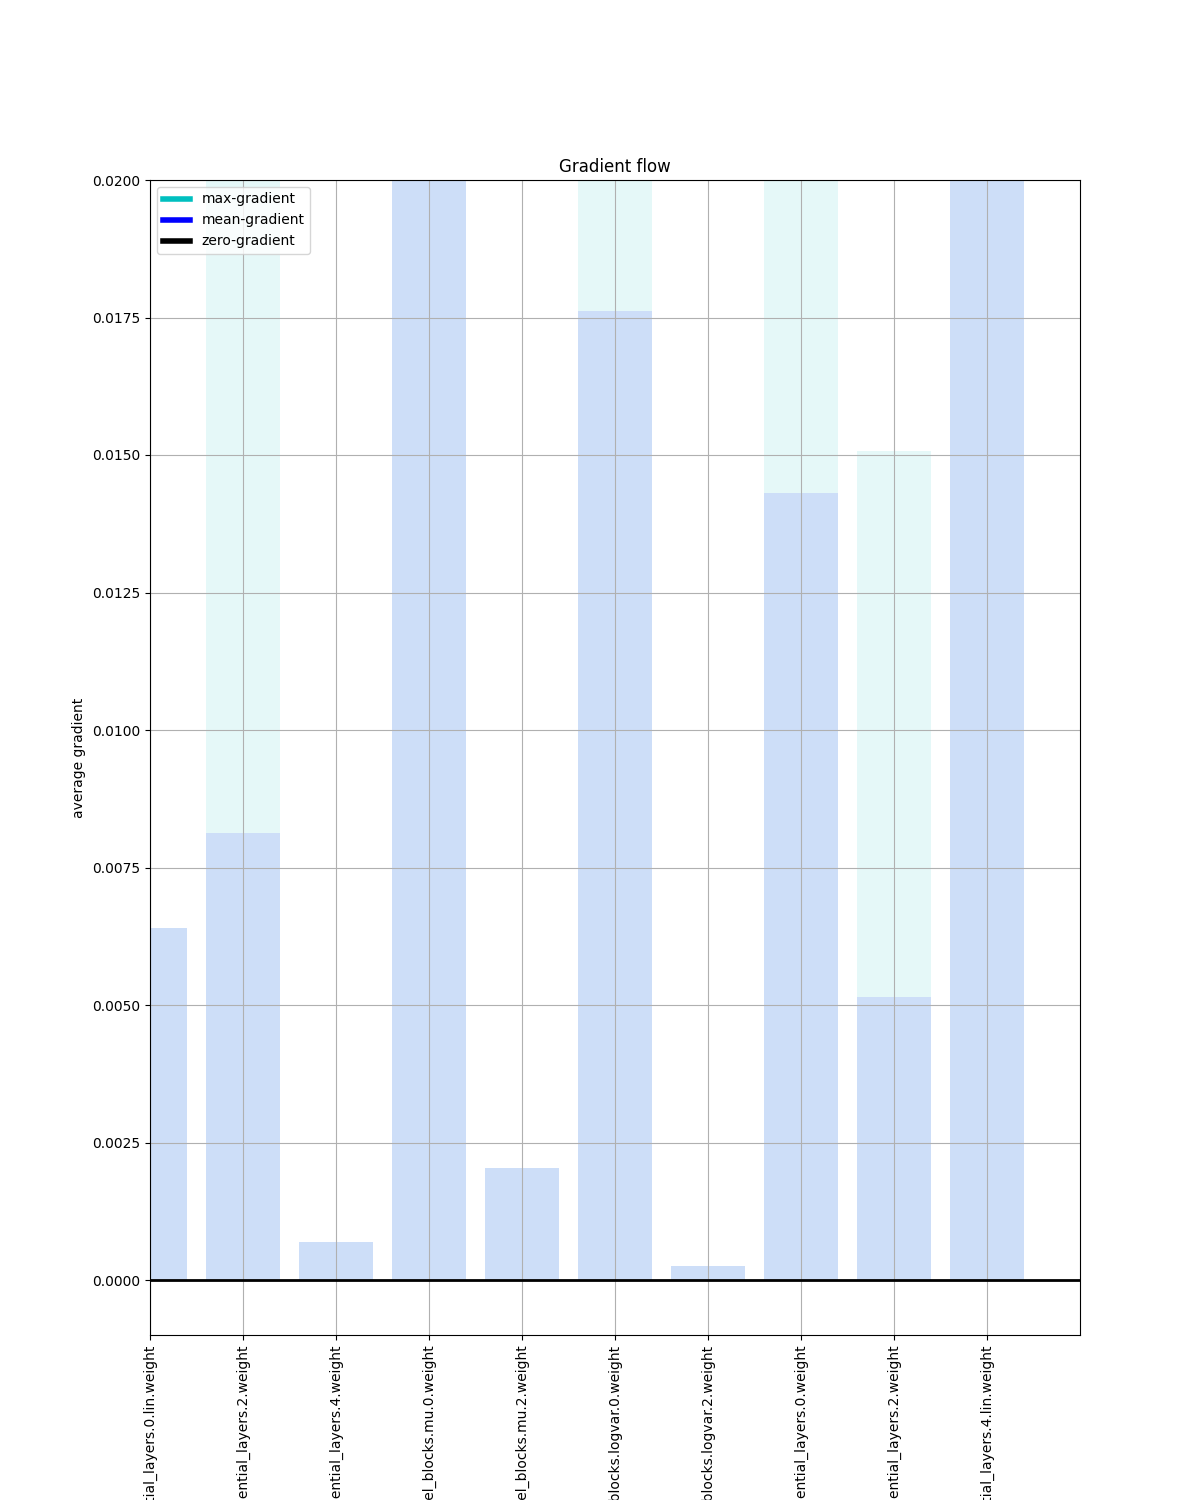 Gradient flow
max-gradient
mean-gradient
zero-gradient
average gradient
0.0200
0.0175
0.0150
0.0125
0.0100
0.0075
0.0050
0.0025
0.0000
tial_layers.0.lin.weight
ential_layers.2.weight
ential_layers.4.weight
el_blocks.mu.0.weight
el_blocks.mu.2.weight
blocks.logvar.0.weight
blocks.logvar.2.weight
ential_layers.0.weight
ential_layers.2.weight
tial_layers.4.lin.weight